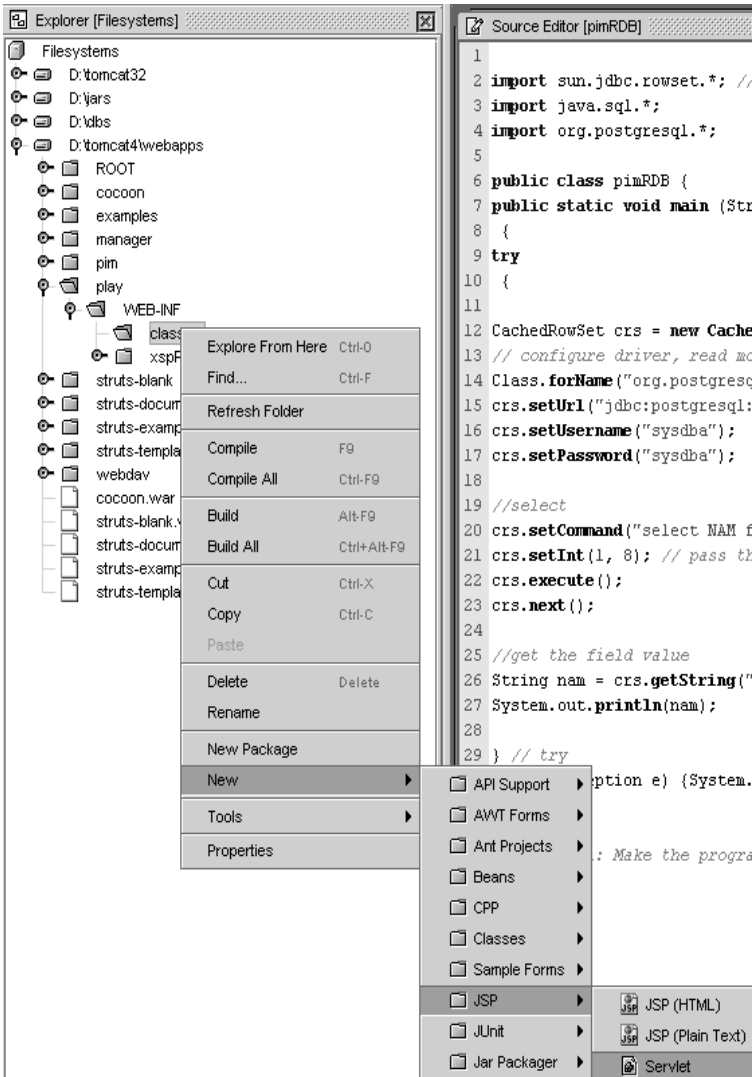 Explorer [Filesystems]
Filesystems
D:\tomcat32
D:\jars
D:\dbs
D:\tomcat4\webapps
ROOT
cocoon
examples
manager
pim
play
WEB-INF
class
xspF
struts-blank
struts-docum
struts-examp
struts-templa
webdav
cocoon.war
struts-blank.
struts-docum
struts-examp
struts-templa
Explore From Here Ctrl-O
Find... Ctrl-F
Refresh Folder
Compile F9
Compile All Ctrl-F9
Build Alt-F9
Build All Ctrl+Alt-F9
Cut Ctrl-X
Copy Ctrl-C
Paste
Delete Delete
Rename
New Package
New
Tools
Properties
API Support
AWT Forms
Ant Projects
Beans
CPP
Classes
Sample Forms
JSP
JUnit
Jar Packager
JSP (HTML)
JSP (Plain Text)
Servlet
Source Editor [pimRDB]
1
2 import sun.jdbc.rowset.*; //
3 import java.sql.*;
4 import org.postgresql.*;
5
6 public class pimRDB {
7 public static void main (Str
8 {
9 try
10 {
11
12 CachedRowSet crs = new Cache
13 // configure driver, read mo
14 Class.forName("org.postgresq
15 crs.setUrl("jdbc:postgresql:
16 crs.setUsername("sysdba");
17 crs.setPassword("sysdba");
18
19 //select
20 crs.setCommand("select NAM f
21 crs.setInt(1, 8); // pass th
22 crs.execute();
23 crs.next();
24
25 //get the field value
26 String nam = crs.getString("
27 System.out.println(nam);
28
29 } // try
ption e) {System.
: Make the progra